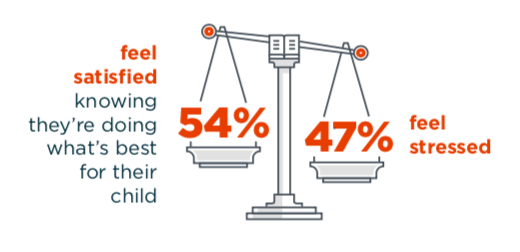 feel
satisfied
knowing
they're doing
what's best
for their
child
54%
47%
feel
stressed